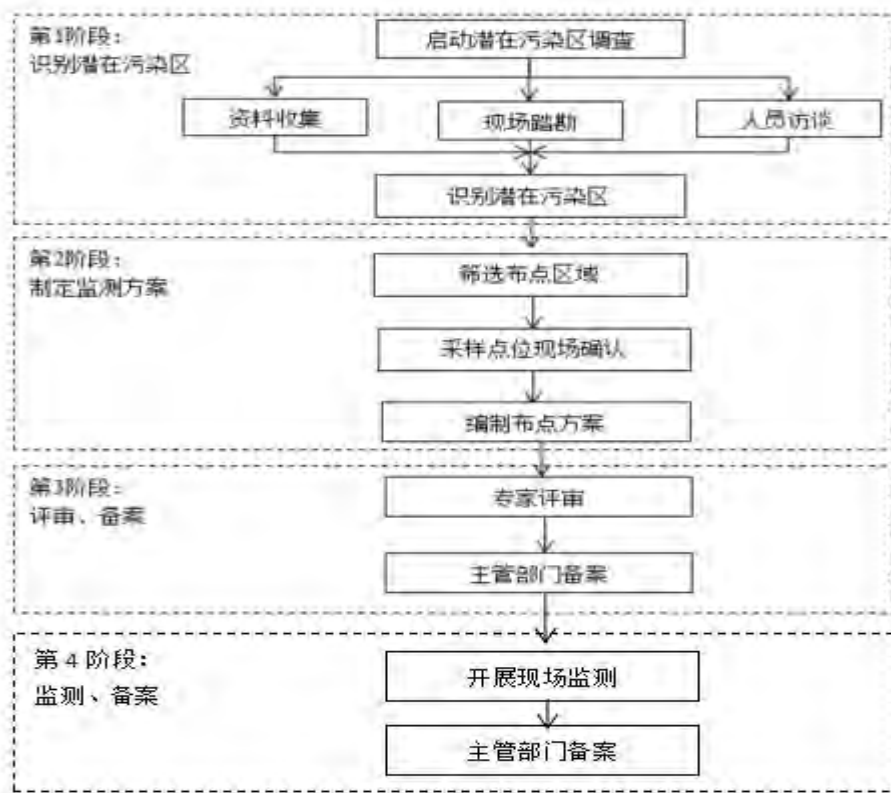 第1阶段：
识别潜在污染区
启动潜在污染区调查
资料收集
现场踏勘
人员访谈
识别潜在污染区
第2阶段：
制定监测方案
筛选布点区域
采样点位现场确认
编制布点方案
第3阶段：
评审、备案
专家评审
主管部门备案
第 4 阶段：
监测、备案
开展现场监测
主管部门备案